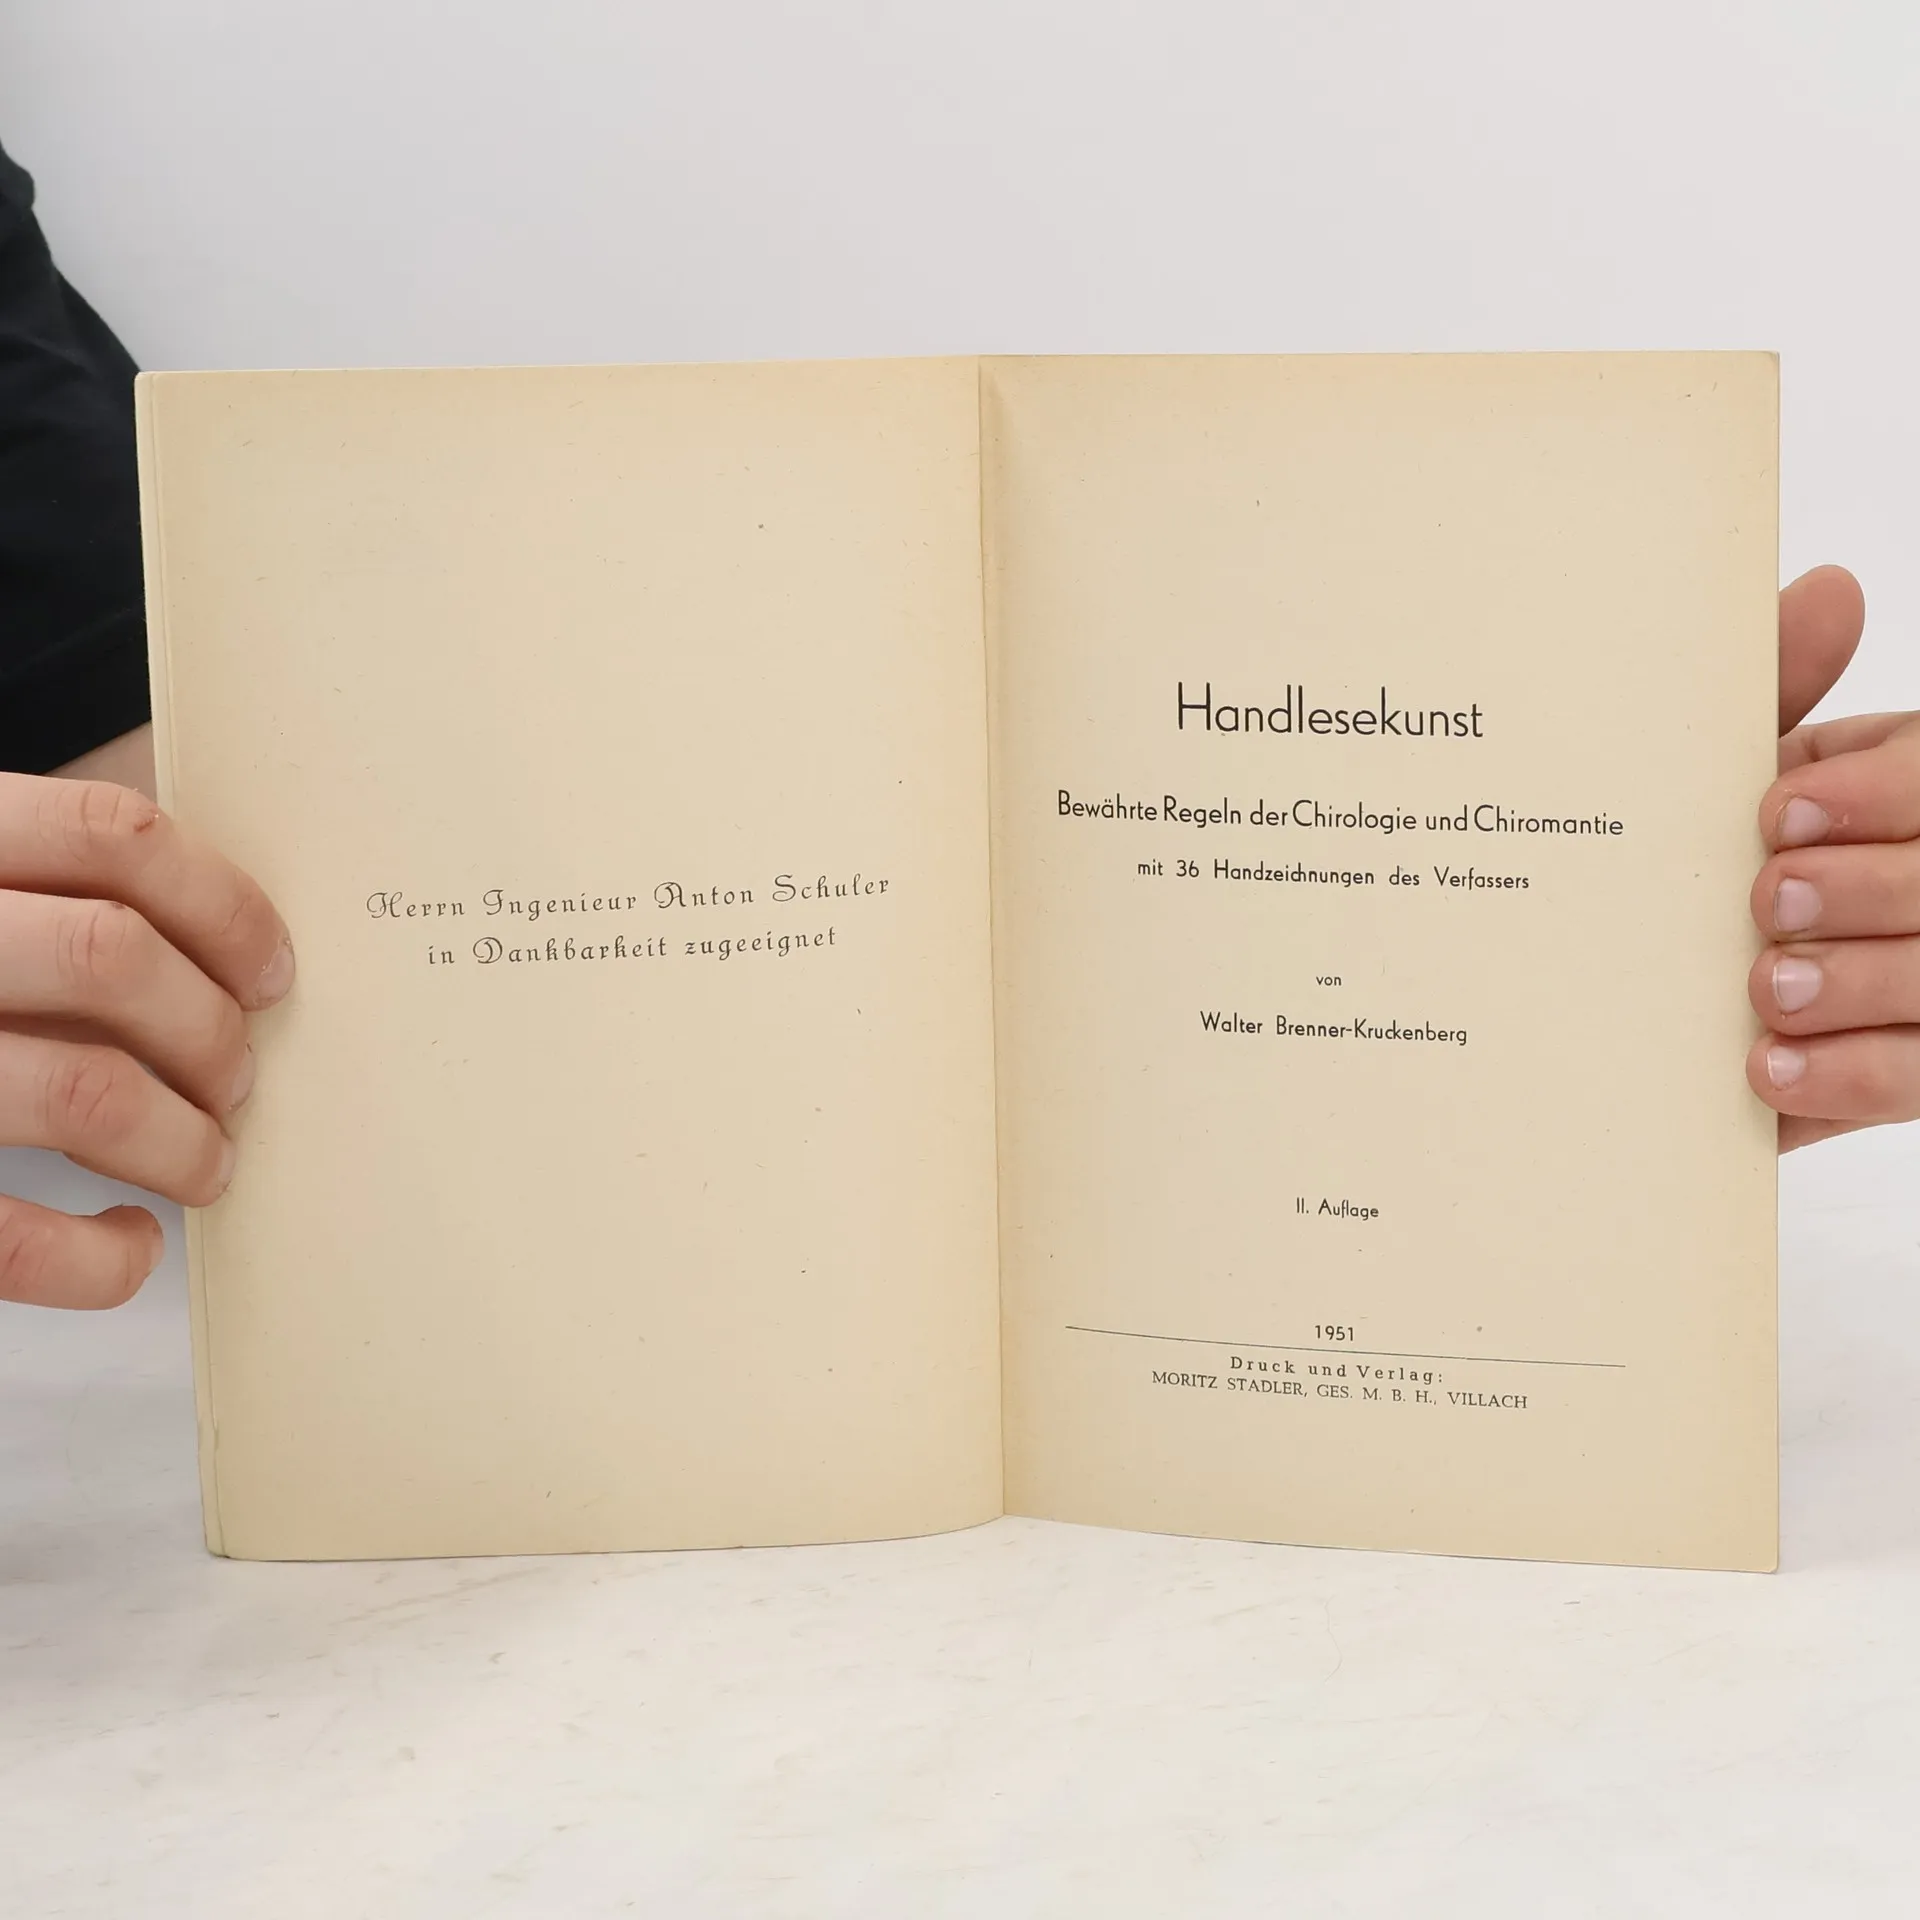 Herrn Ingenieur Anton Schuler
in Dankbarkeit zugeeignet
Handlesekunst
Bewährte Regeln der Chirologie und Chiromantie
mit 36 Handzeichnungen des Verfassers
von
Walter Brenner-Kruckenberg
II. Auflage
1951
Druck und Verlag:
MORITZ STADLER, GES. M. B. H., VILLACH